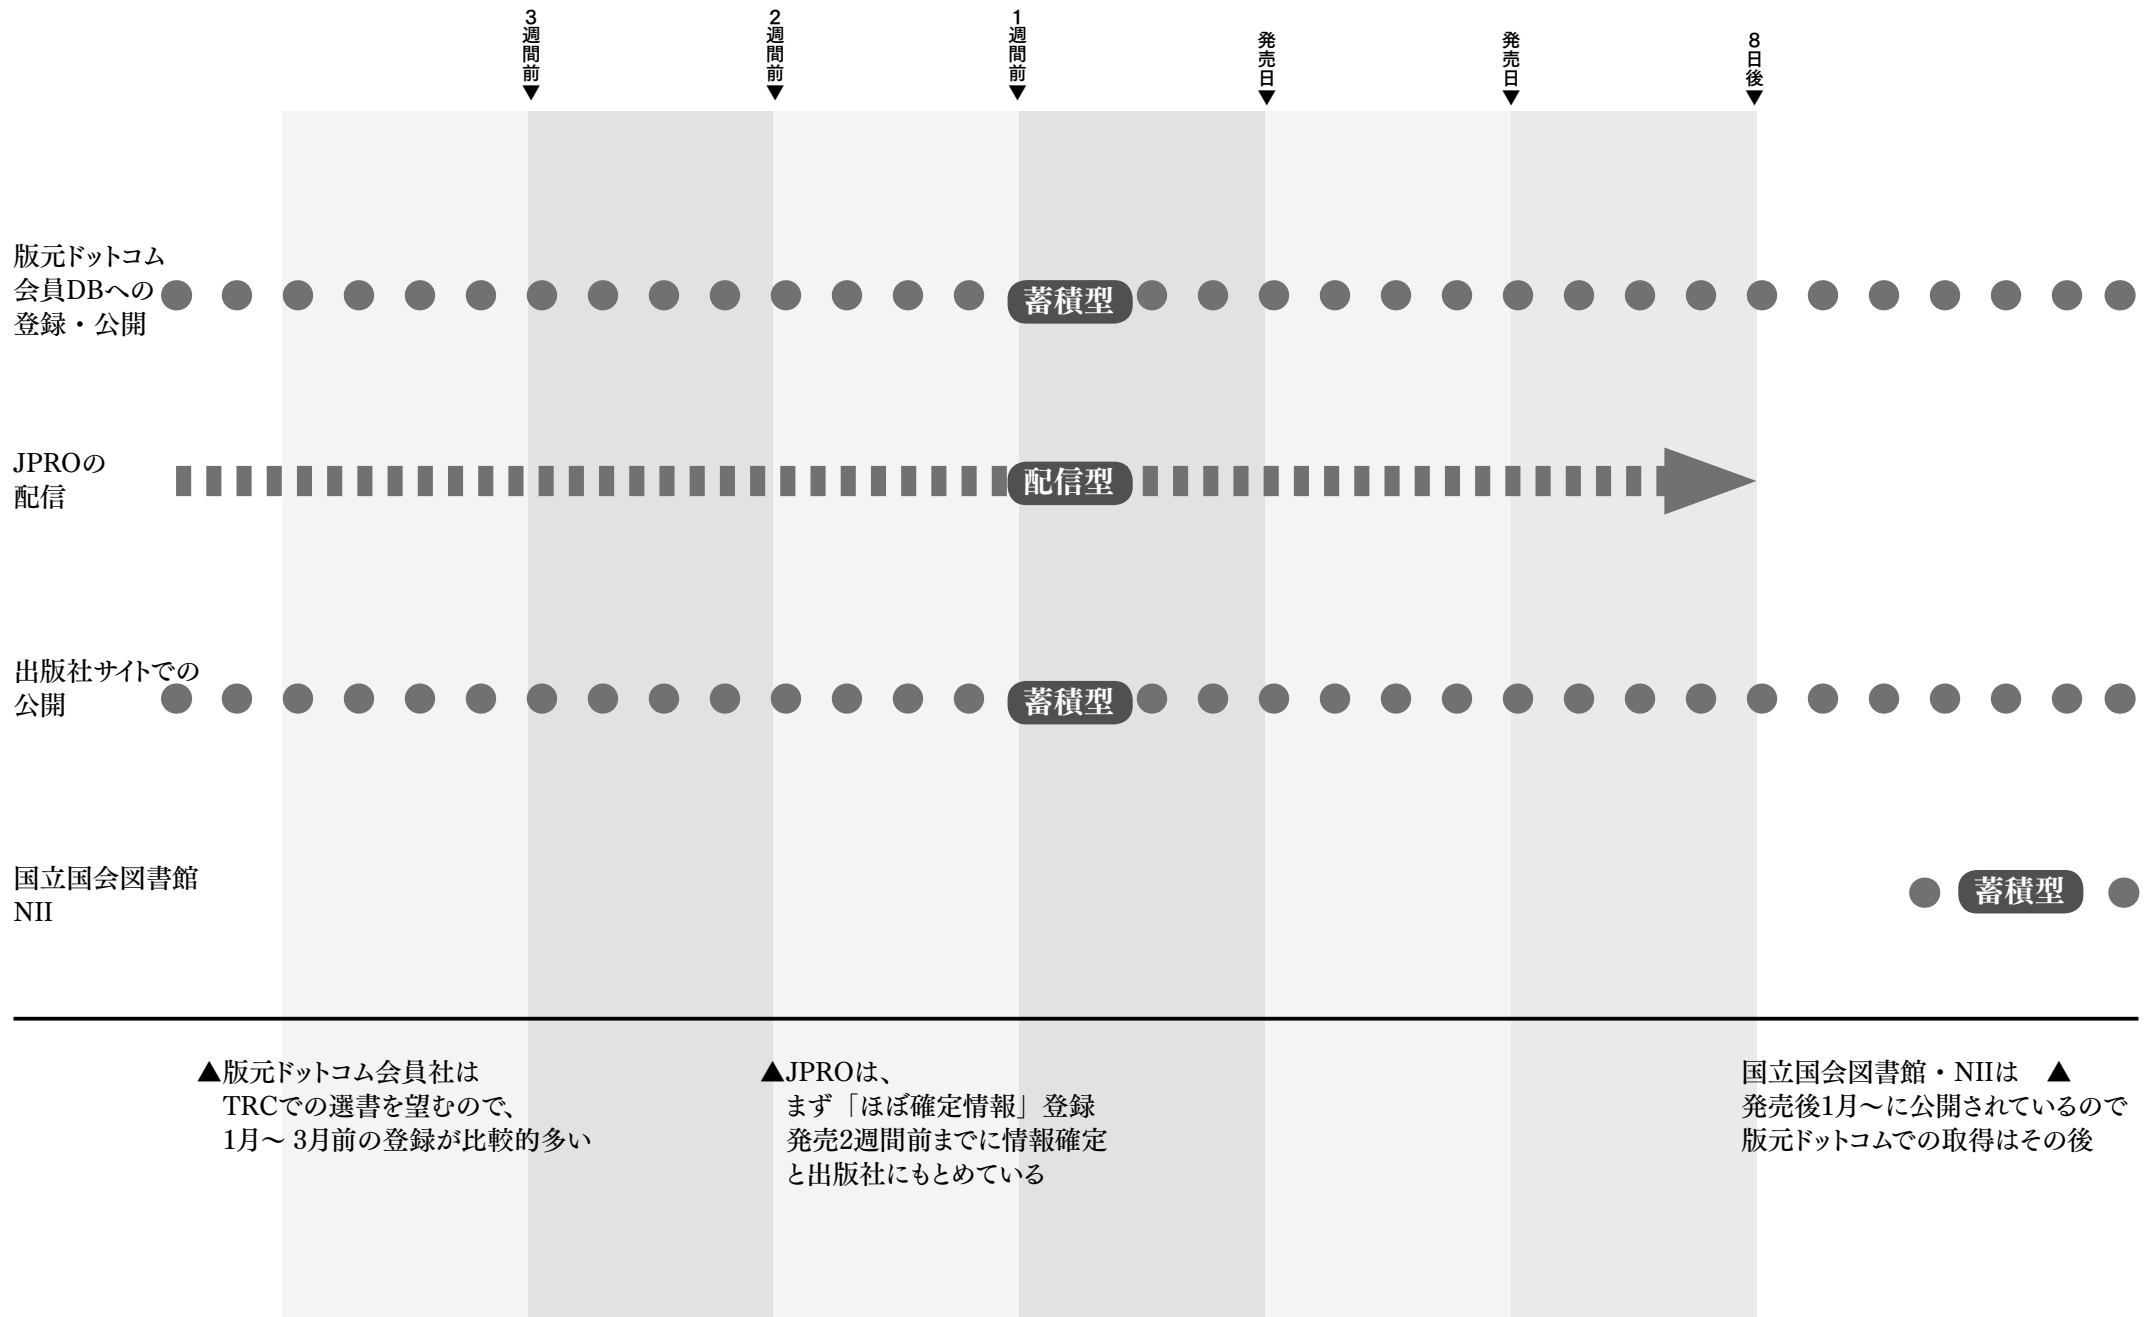 3週間前▼
2週間前▼
1週間前▼
発売日▼
発売日▼
8日後▼
版元ドットコム
会員DBへの
登録・公開
蓄積型
JPROの
配信
配信型
出版社サイトでの
公開
蓄積型
国立国会図書館
NII
蓄積型
▲版元ドットコム会員社は
TRCでの選書を望むので、
1月〜 3月前の登録が比較的多い
▲JPROは、
まず「ほぼ確定情報」登録
発売2週間前までに情報確定
と出版社にもとめている
国立国会図書館・NIIは　▲
発売後1月〜に公開されているので
版元ドットコムでの取得はその後